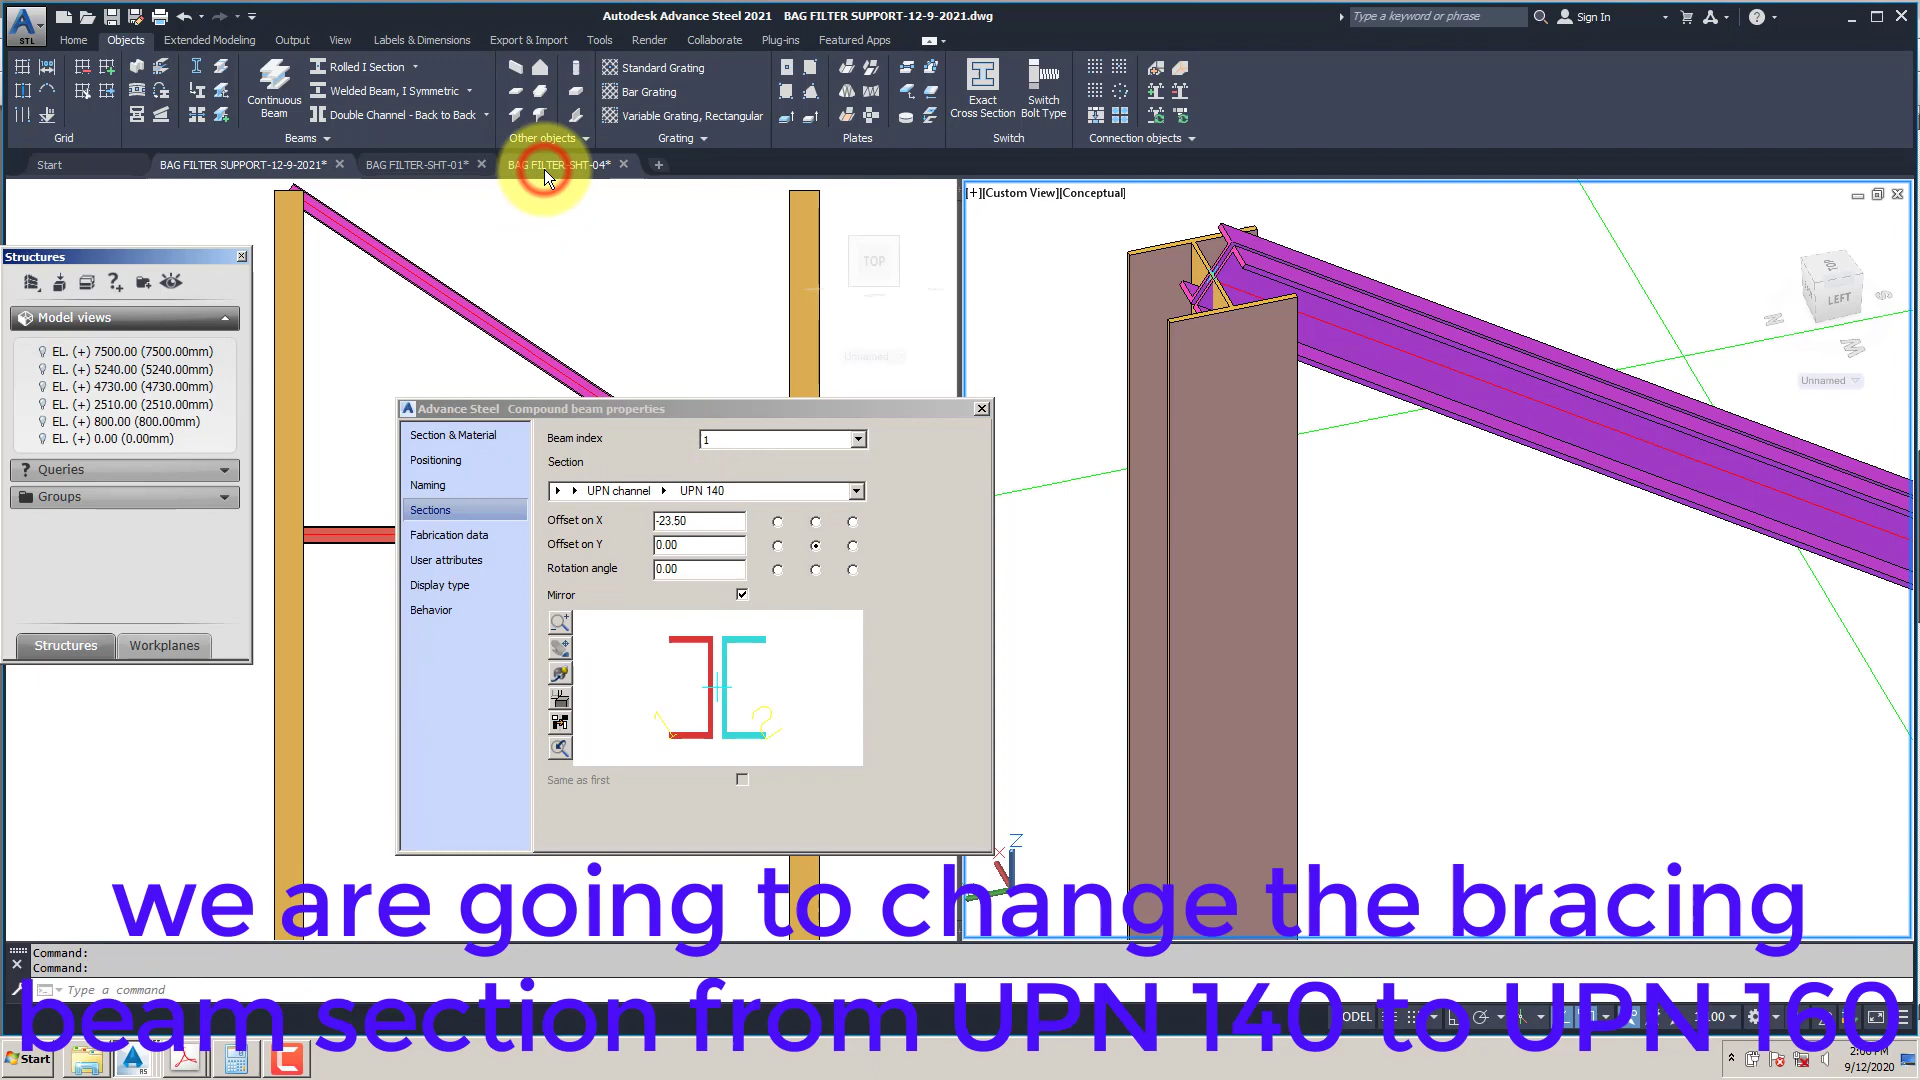 Autodesk Advance Steel 2021 BAG FILTER SUPPORT-12-9-2021.dwg
Type a keyword or phrase
Sign In
STL
Home Objects Extended Modeling Output View Labels & Dimensions Export & Import Tools Render Collaborate Plug-ins Featured Apps
Rolled I Section
Welded Beam, I Symmetric
Double Channel - Back to Back
Continuous Beam
Standard Grating
Bar Grating
Variable Grating, Rectangular
Exact Cross Section
Switch Bolt Type
Grid Beams Other objects Grating Plates Switch Connection objects
Start BAG FILTER SUPPORT-12-9-2021* BAG FILTER-SHT-01* BAG FILTER-SHT-04*
[+][Custom View][Conceptual]
TOP
Unnamed
TOP
LEFT
Unnamed
Structures
Model views
EL. (+) 7500.00 (7500.00mm)
EL. (+) 5240.00 (5240.00mm)
EL. (+) 4730.00 (4730.00mm)
EL. (+) 2510.00 (2510.00mm)
EL. (+) 800.00 (800.00mm)
EL. (+) 0.00 (0.00mm)
Queries
Groups
Structures Workplanes
Advance Steel Compound beam properties
Section & Material
Positioning
Naming
Sections
Fabrication data
User attributes
Display type
Behavior
Beam index 1
Section
UPN channel UPN 140
Offset on X -23.50
Offset on Y 0.00
Rotation angle 0.00
Mirror
1 2
Same as first
Z
X
we are going to change the bracing
beam section from UPN 140 to UPN 160
Command:
Command:
Type a command
Start
9/12/2020